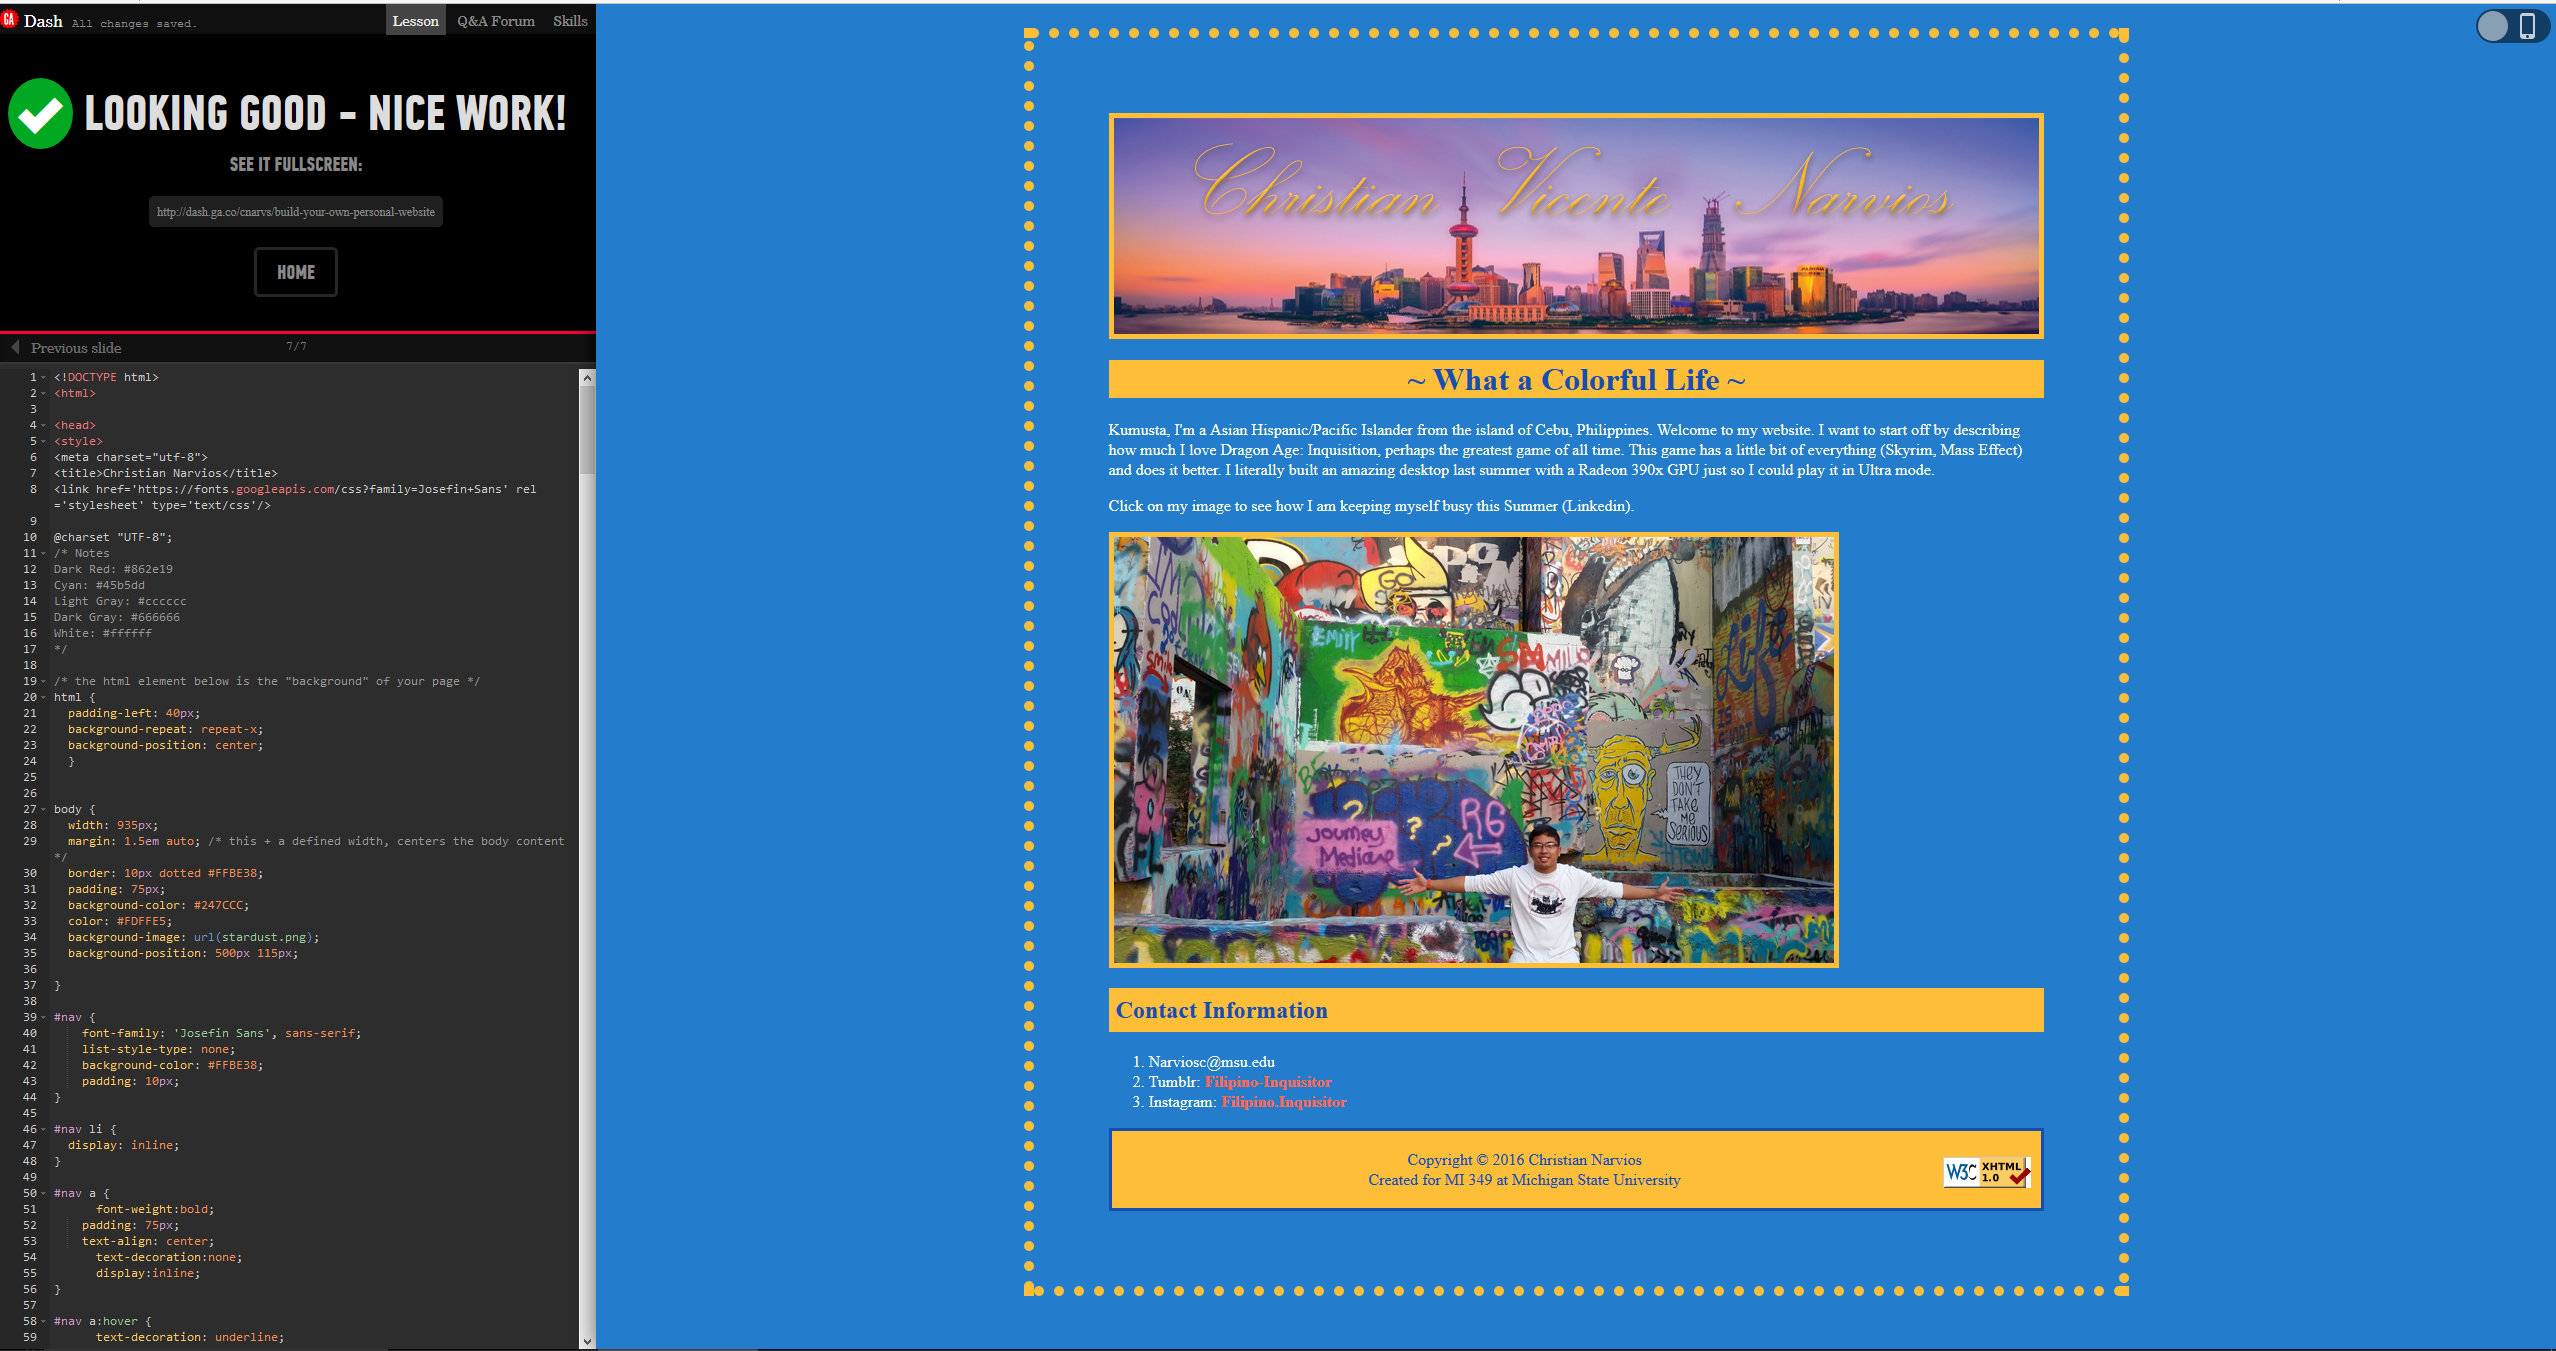 GA Dash All changes saved. Lesson Q&A Forum Skills
LOOKING GOOD - NICE WORK!
SEE IT FULLSCREEN:
http://dash.ga.co/cnarvs/build-your-own-personal-website
HOME
Previous slide 7/7
1 <!DOCTYPE html>
2 <html>
3
4 <head>
5 <style>
6 <meta charset="utf-8">
7 <title>Christian Narvios</title>
8 <link href='https://fonts.googleapis.com/css?family=Josefin+Sans' rel
='stylesheet' type='text/css'/>
9
10 @charset "UTF-8";
11 /* Notes
12 Dark Red: #862e19
13 Cyan: #45b5dd
14 Light Gray: #cccccc
15 Dark Gray: #666666
16 White: #ffffff
17 */
18
19 /* the html element below is the "background" of your page */
20 html {
21 padding-left: 40px;
22 background-repeat: repeat-x;
23 background-position: center;
24 }
25
26
27 body {
28 width: 935px;
29 margin: 1.5em auto; /* this + a defined width, centers the body content
*/
30 border: 10px dotted #FFBE38;
31 padding: 75px;
32 background-color: #247CCC;
33 color: #FDFFE5;
34 background-image: url(stardust.png);
35 background-position: 500px 115px;
36
37 }
38
39 #nav {
40 font-family: 'Josefin Sans', sans-serif;
41 list-style-type: none;
42 background-color: #FFBE38;
43 padding: 10px;
44 }
45
46 #nav li {
47 display: inline;
48 }
49
50 #nav a {
51 font-weight:bold;
52 padding: 75px;
53 text-align: center;
54 text-decoration:none;
55 display:inline;
56 }
57
58 #nav a:hover {
59 text-decoration: underline;
Christian Vicente Narvios
~ What a Colorful Life ~
Kumusta, I'm a Asian Hispanic/Pacific Islander from the island of Cebu, Philippines. Welcome to my website. I want to start off by describing
how much I love Dragon Age: Inquisition, perhaps the greatest game of all time. This game has a little bit of everything (Skyrim, Mass Effect)
and does it better. I literally built an amazing desktop last summer with a Radeon 390x GPU just so I could play it in Ultra mode.
Click on my image to see how I am keeping myself busy this Summer (Linkedin).
GO
EMIT
MILO
THEY
DON'T
TAKE
ME
SERIOUS
RG
journey
Contact Information
1. Narviosc@msu.edu
2. Tumblr: Filipino-Inquisitor
3. Instagram: Filipino.Inquisitor
Copyright © 2016 Christian Narvios
Created for MI 349 at Michigan State University
W3C XHTML
1.0